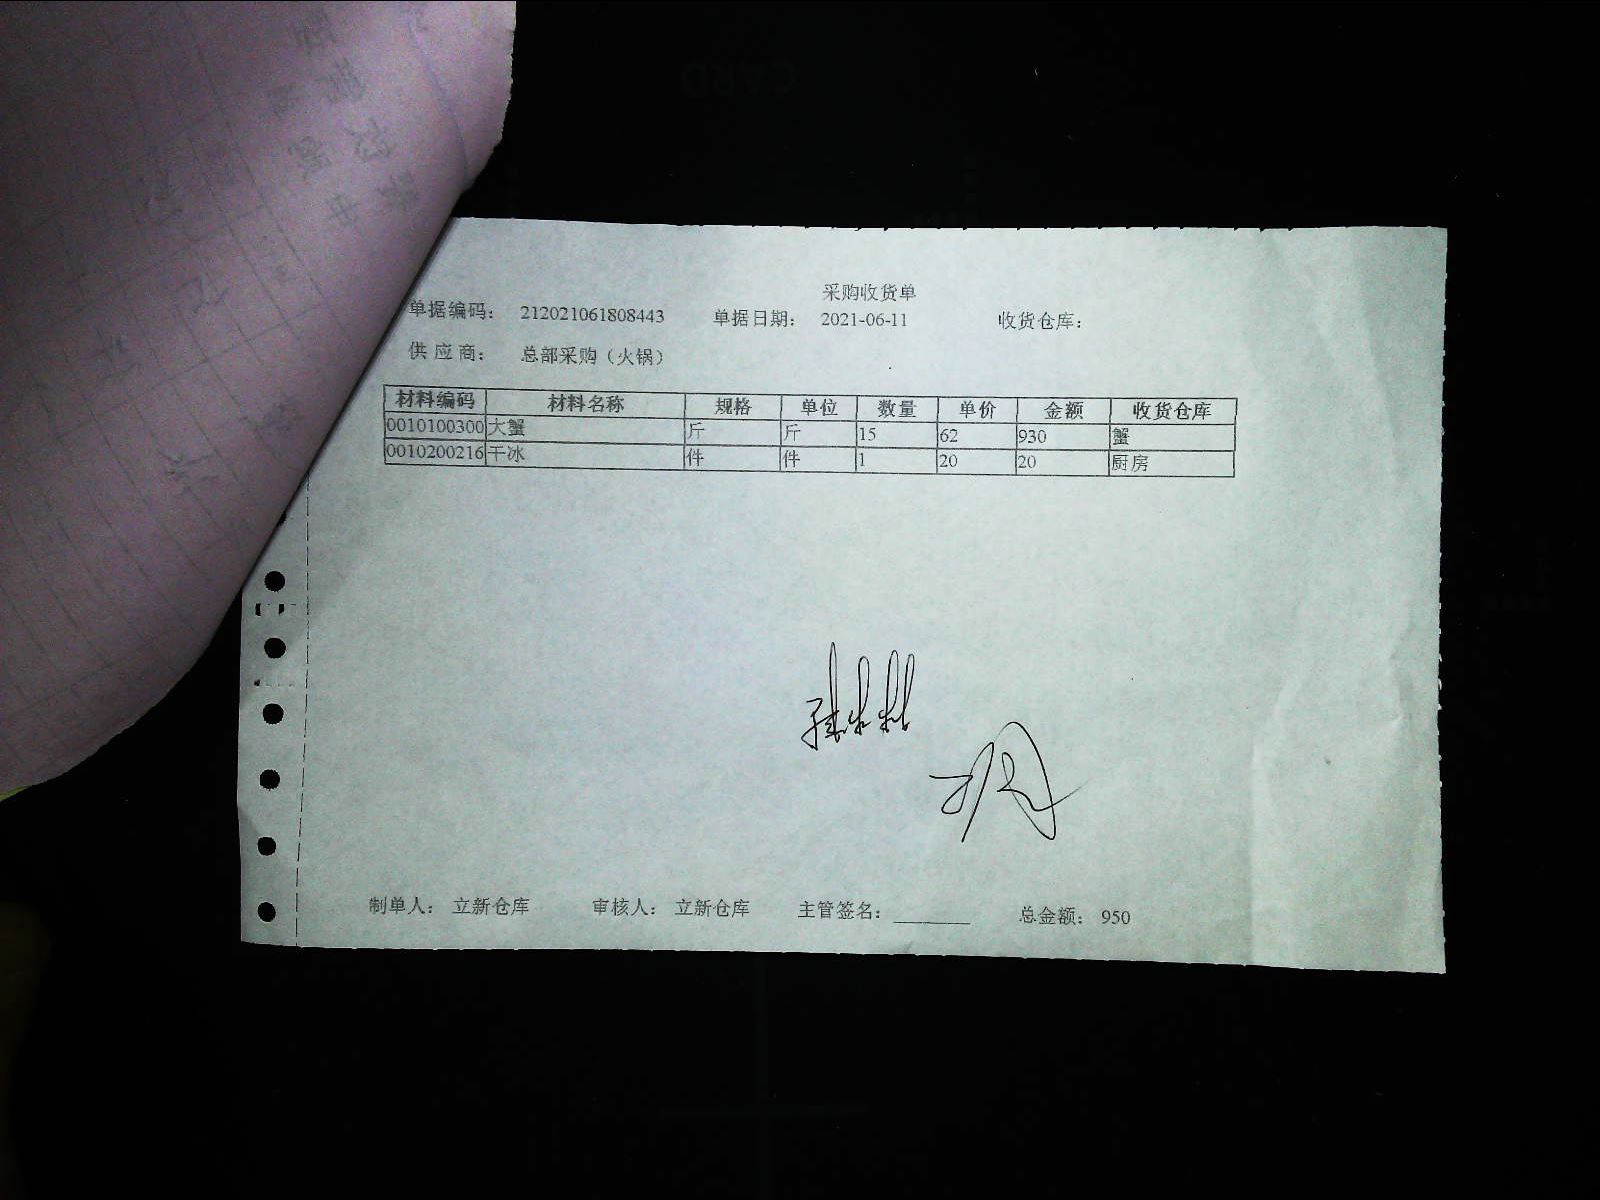 采购收货单
单据编码： 212021061808443 单据日期： 2021-06-11 收货仓库：
供 应 商： 总部采购（火锅）
材料编码 材料名称 规格 单位 数量 单价 金额 收货仓库
0010100300 大蟹 斤 斤 15 62 930 蟹
0010200216 干冰 件 件 1 20 20 厨房
制单人： 立新仓库 审核人： 立新仓库 主管签名：________ 总金额： 950